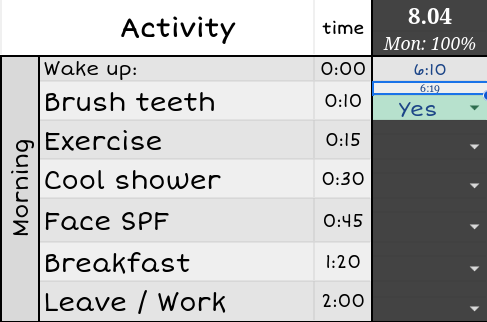 Activity time 8.04
Mon: 100%
Morning
Wake up: 0:00 6:10
6:19
Brush teeth 0:10 Yes
Exercise 0:15
Cool shower 0:30
Face SPF 0:45
Breakfast 1:20
Leave / Work 2:00